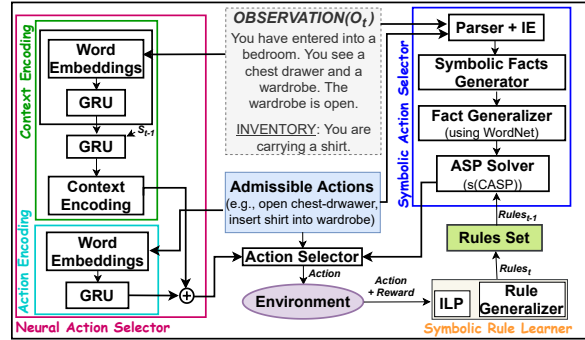 Context Encoding
Word
Embeddings
GRU
S t-1
GRU
Context
Encoding
Action Encoding
Word
Embeddings
GRU
Neural Action Selector
OBSERVATION(Ot)
You have entered into a
bedroom. You see a
chest drawer and a
wardrobe. The
wardrobe is open.
INVENTORY: You are
carrying a shirt.
Admissible Actions
(e.g., open chest-drwawer,
insert shirt into wardrobe)
Action Selector
Action
Environment
Action
+ Reward
Symbolic Action Selector
Parser + IE
Symbolic Facts
Generator
Fact Generalizer
(using WordNet)
ASP Solver
(s(CASP))
Rules t-1
Rules Set
Rules t
ILP
Rule
Generalizer
Symbolic Rule Learner